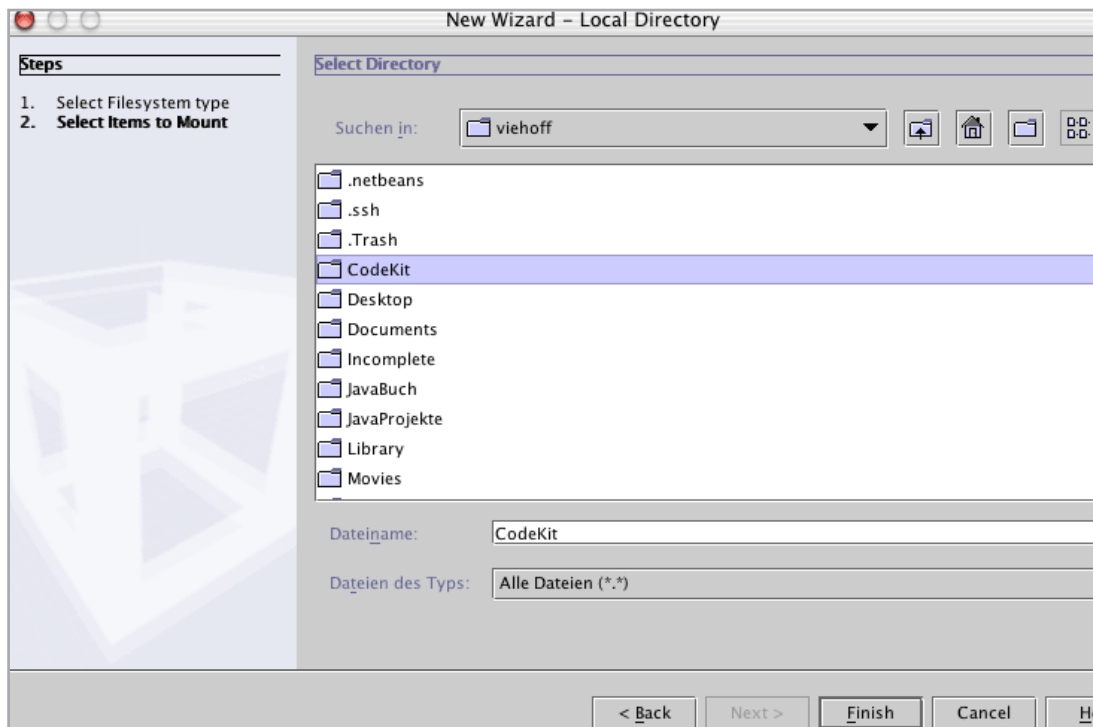 New Wizard – Local Directory
Steps
1. Select Filesystem type
2. Select Items to Mount
Select Directory
Suchen in: viehoff
.netbeans
.ssh
.Trash
CodeKit
Desktop
Documents
Incomplete
JavaBuch
JavaProjekte
Library
Movies
Dateiname: CodeKit
Dateien des Typs: Alle Dateien (*.*)
< Back Next > Finish Cancel